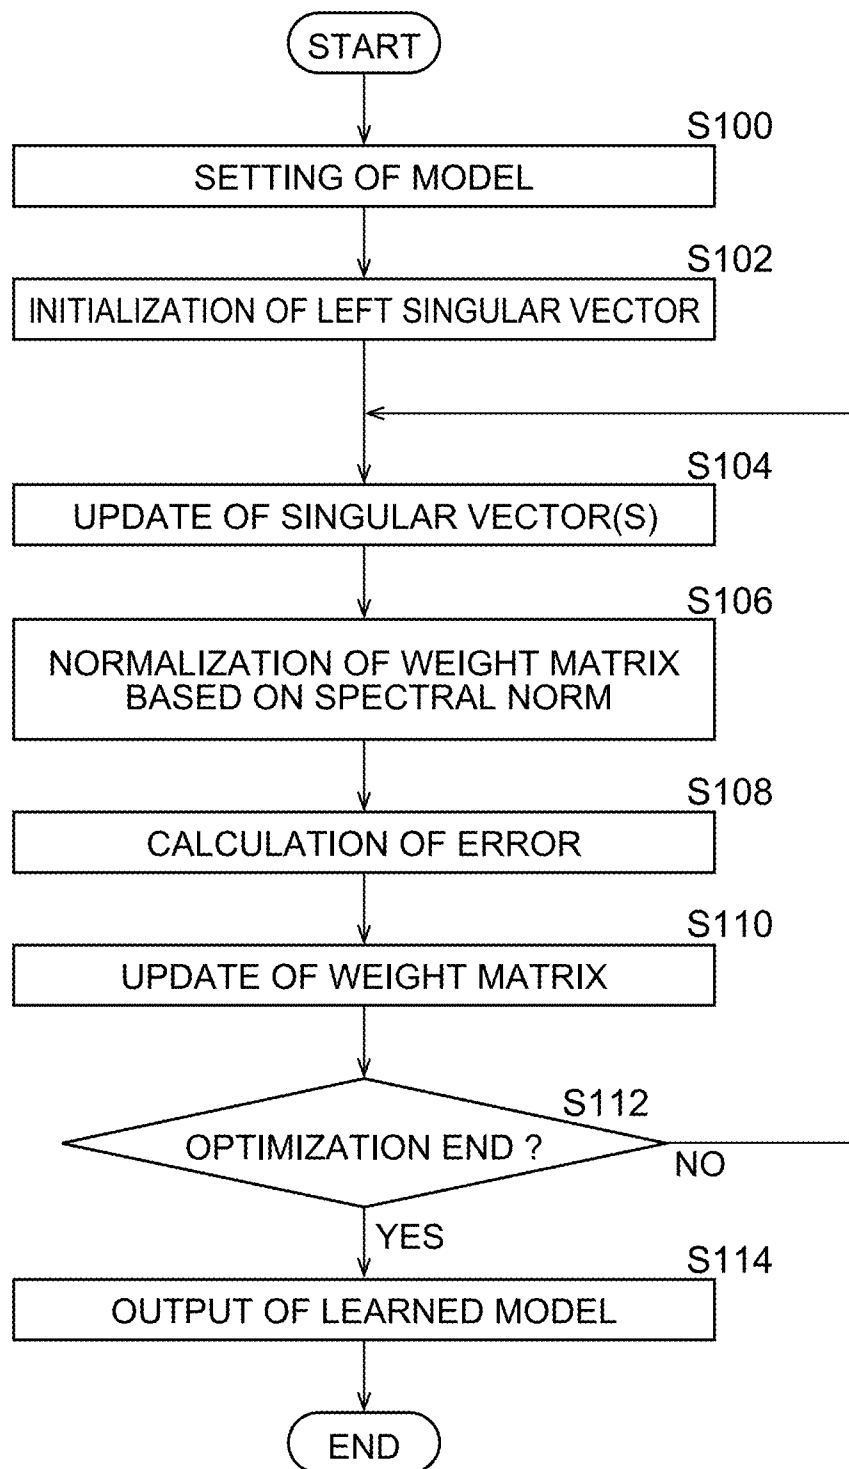 START
S100
SETTING OF MODEL
S102
INITIALIZATION OF LEFT SINGULAR VECTOR
S104
UPDATE OF SINGULAR VECTOR(S)
S106
NORMALIZATION OF WEIGHT MATRIX
BASED ON SPECTRAL NORM
S108
CALCULATION OF ERROR
S110
UPDATE OF WEIGHT MATRIX
S112
OPTIMIZATION END ?
NO
YES
S114
OUTPUT OF LEARNED MODEL
END